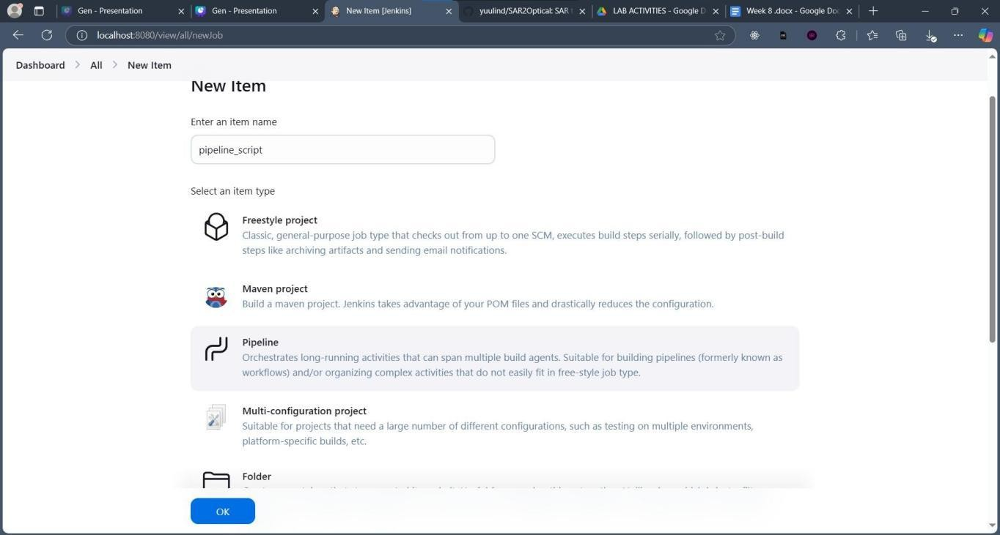 Gen - Presentation
Gen - Presentation
New Item [Jenkins]
yuulind/SAR2Optical: SAR t
LAB ACTIVITIES - Google D
Week 8 .docx - Google Doc
localhost:8080/view/all/newJob
Dashboard > All > New Item
New Item
Enter an item name
pipeline_script
Select an item type
Freestyle project
Classic, general-purpose job type that checks out from up to one SCM, executes build steps serially, followed by post-build
steps like archiving artifacts and sending email notifications.
Maven project
Build a maven project. Jenkins takes advantage of your POM files and drastically reduces the configuration.
Pipeline
Orchestrates long-running activities that can span multiple build agents. Suitable for building pipelines (formerly known as
workflows) and/or organizing complex activities that do not easily fit in free-style job type.
Multi-configuration project
Suitable for projects that need a large number of different configurations, such as testing on multiple environments,
platform-specific builds, etc.
Folder
OK